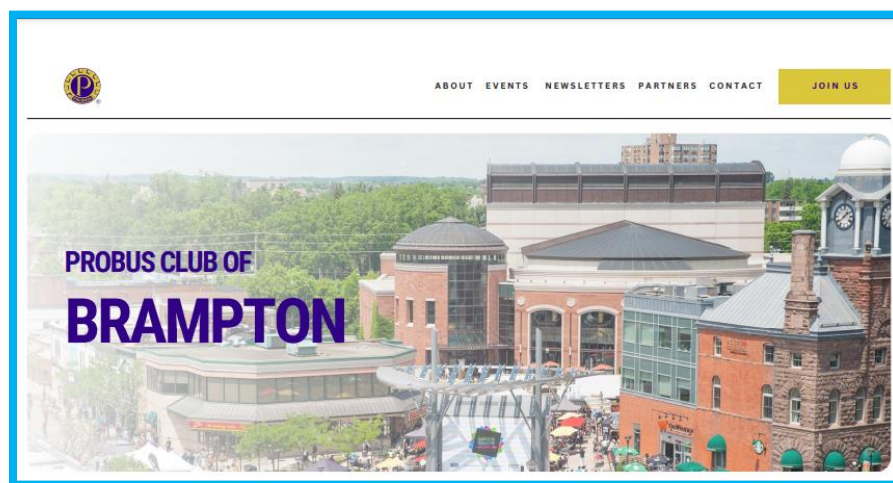 P
ABOUT EVENTS NEWSLETTERS PARTNERS CONTACT JOIN US
PROBUS CLUB OF
BRAMPTON